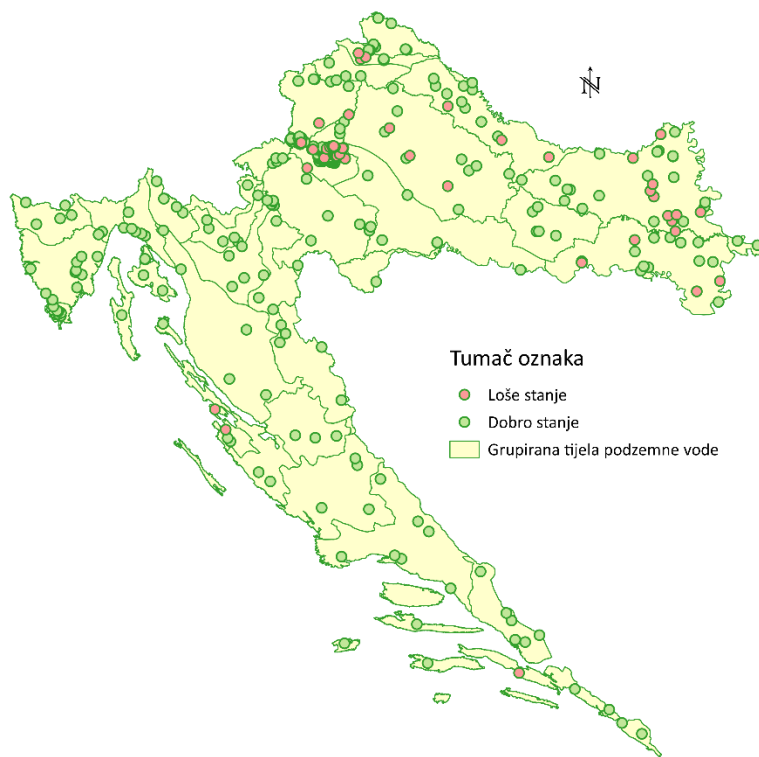 N
Tumač oznaka
Loše stanje
Dobro stanje
Grupirana tijela podzemne vode